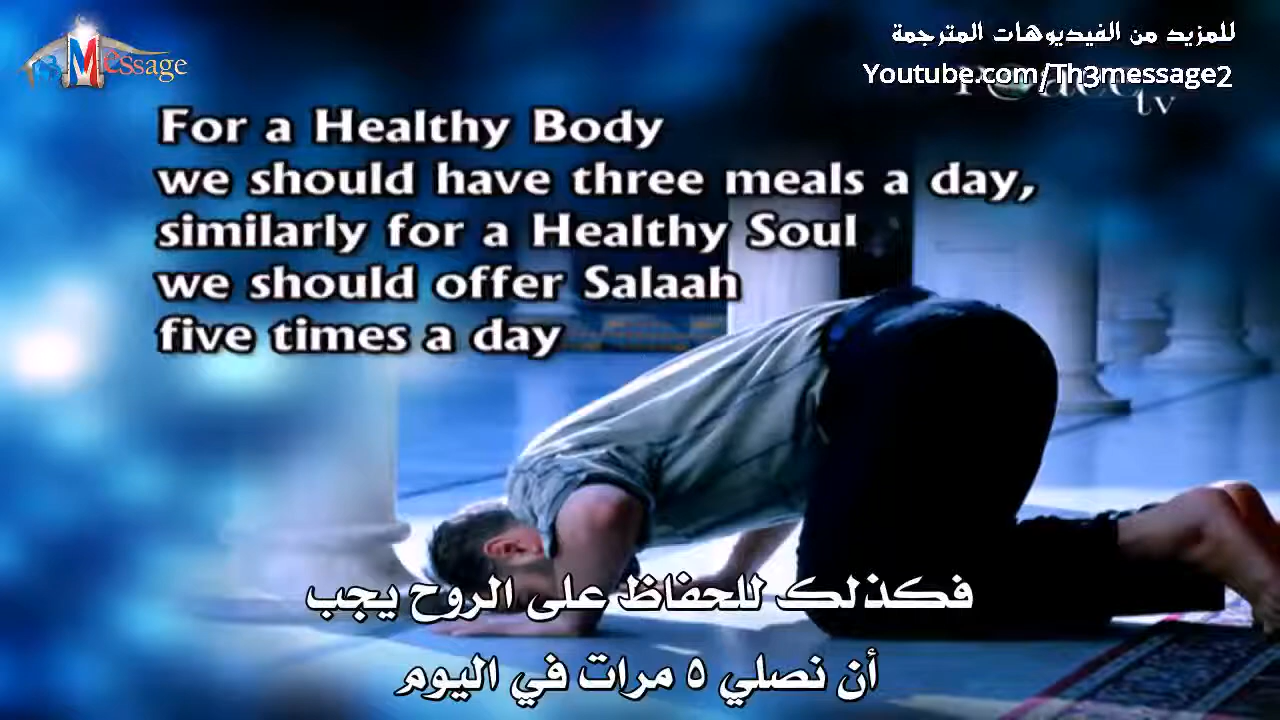 Message
للمزيد من الفيديوهات المترجمة
Youtube.com/Th3message2
tv
For a Healthy Body
we should have three meals a day,
similarly for a Healthy Soul
we should offer Salaah
five times a day
فكذلك للحفاظ على الروح يجب
أن نصلي ٥ مرات في اليوم